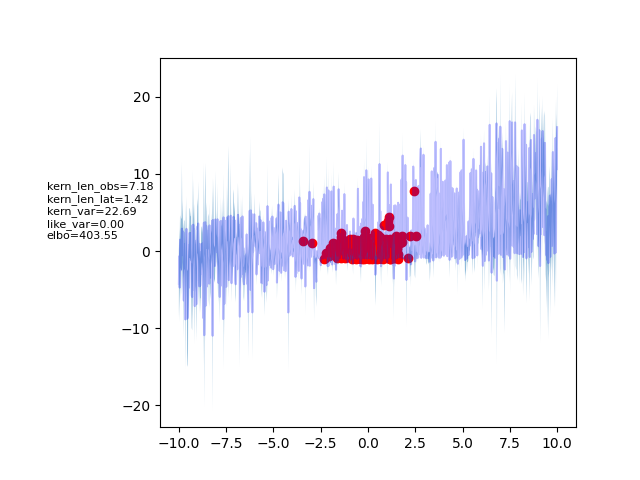 20
10
0
−10
−20
kern_len_obs=7.18
kern_len_lat=1.42
kern_var=22.69
like_var=0.00
elbo=403.55
−10.0 −7.5 −5.0 −2.5 0.0 2.5 5.0 7.5 10.0